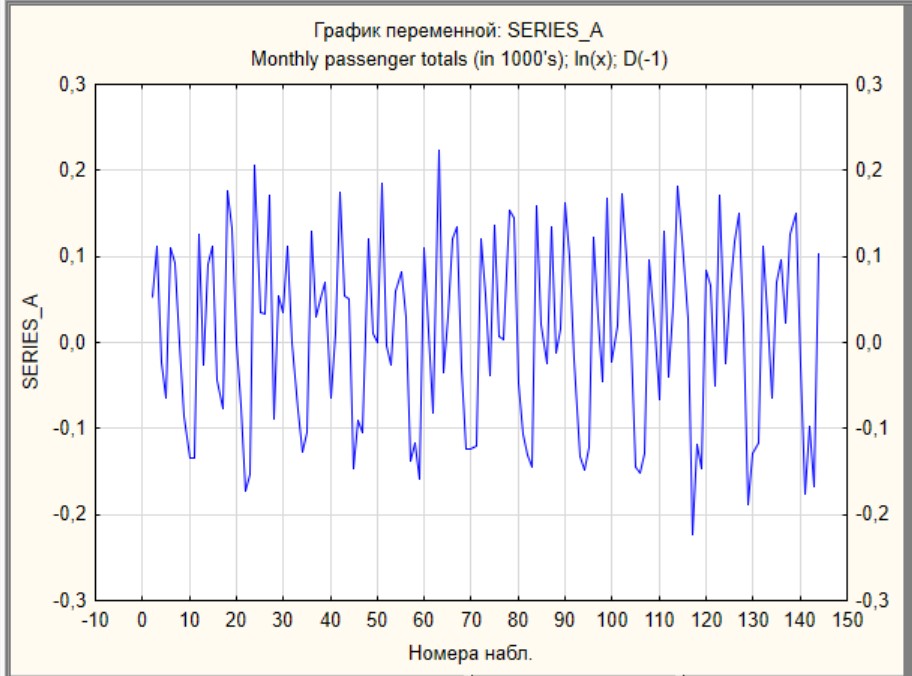 График переменной: SERIES_A
Monthly passenger totals (in 1000's); ln(x); D(-1)
0,3 0,3
0,2 0,2
0,1 0,1
0,0 0,0
-0,1 -0,1
-0,2 -0,2
-0,3 -0,3
SERIES_A
-10 0 10 20 30 40 50 60 70 80 90 100 110 120 130 140 150
Номера набл.